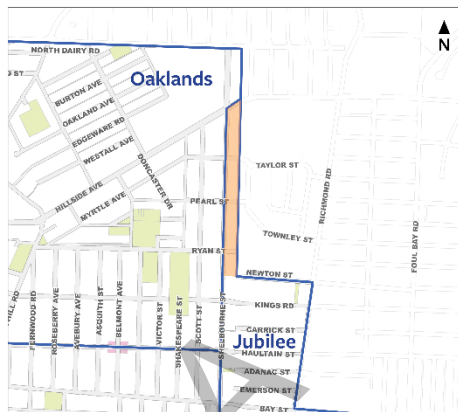 N
NORTH DAIRY RD
Oaklands
BURTON AVE
OAKLAND AVE
EDGEWARE RD
WESTALL AVE
DONCASTER DR
HILLSIDE AVE
MYRTLE AVE
TAYLOR ST
PEARL ST
RICHMOND RD
TOWNLEY ST
FOUL BAY RD
RYAN ST
NEWTON ST
FERNWOOD RD
ROSEBERRY AVE
AVEBURY AVE
ASQUITH ST
BELMONT AVE
VICTOR ST
SHAKESPEARE ST
SCOTT ST
SHELBOURNE ST
KINGS RD
CARRICK ST
Jubilee
HAULTAIN ST
ADANAC ST
EMERSON ST
BAY ST